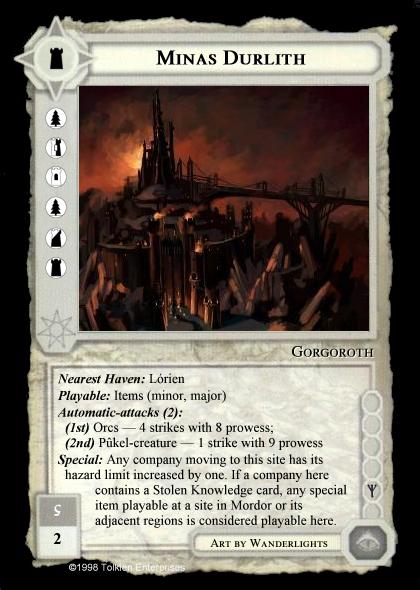 Minas Durlith
Gorgoroth
Nearest Haven: Lórien
Playable: Items (minor, major)
Automatic-attacks (2):
(1st) Orcs — 4 strikes with 8 prowess;
(2nd) Pûkel-creature — 1 strike with 9 prowess
Special: Any company moving to this site has its
hazard limit increased by one. If a company here
contains a Stolen Knowledge card, any special
item playable at a site in Mordor or its
adjacent regions is considered playable here.
2
Art by Wanderlights
©1998 Tolkien Enterprises